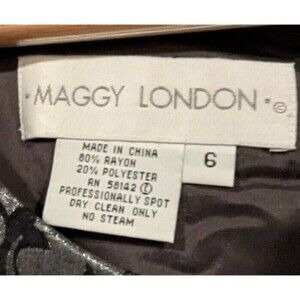 MAGGY LONDON
MADE IN CHINA
80% RAYON
20% POLYESTER
RN 58142
PROFESSIONALLY SPOT
DRY CLEAN ONLY
NO STEAM
6